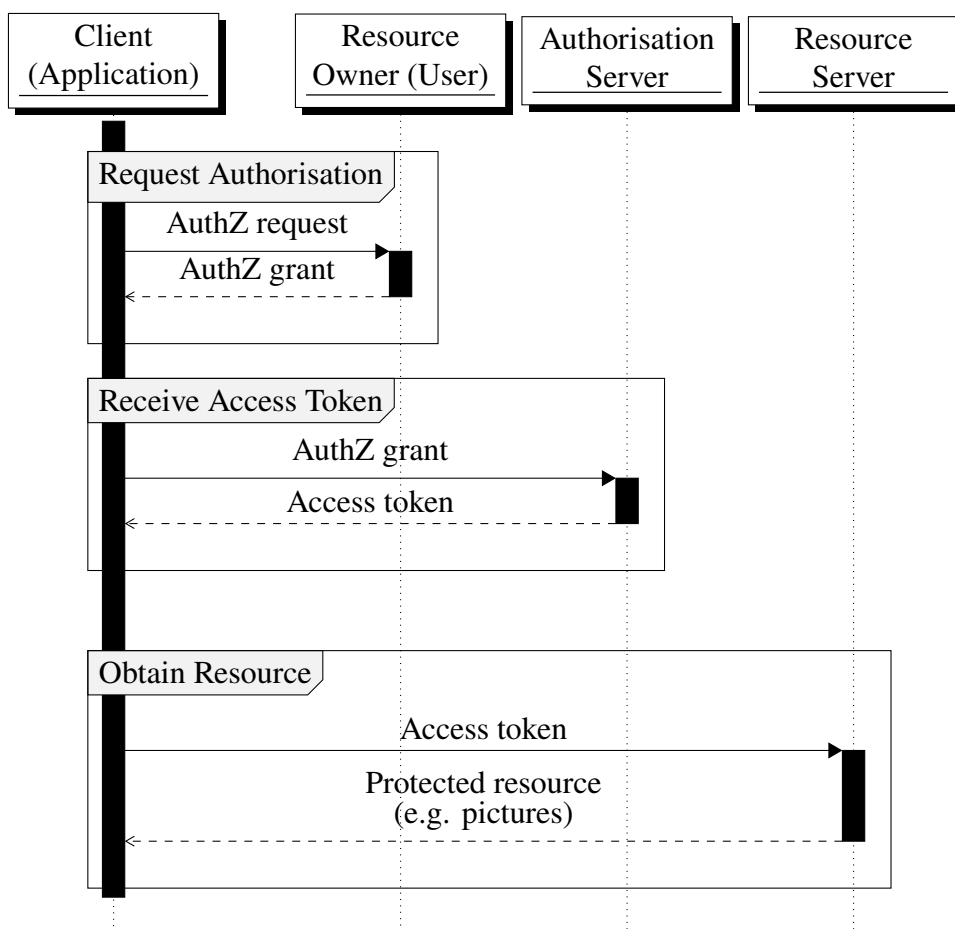 Client
(Application)
Resource
Owner (User)
Authorisation
Server
Resource
Server
Request Authorisation
AuthZ request
AuthZ grant
Receive Access Token
AuthZ grant
Access token
Obtain Resource
Access token
Protected resource
(e.g. pictures)